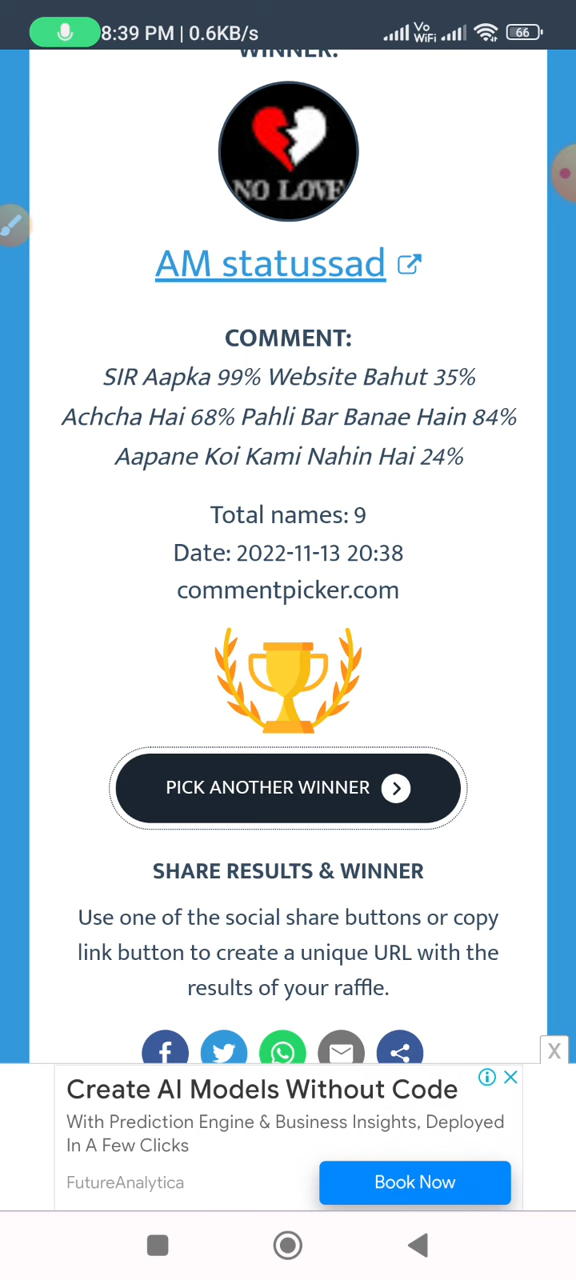 8:39 PM | 0.6KB/s
Vo
WiFi
66
WINNER:
NO LOVE
AM statussad
COMMENT:
SIR Aapka 99% Website Bahut 35%
Achcha Hai 68% Pahli Bar Banae Hain 84%
Aapane Koi Kami Nahin Hai 24%
Total names: 9
Date: 2022-11-13 20:38
commentpicker.com
PICK ANOTHER WINNER
SHARE RESULTS & WINNER
Use one of the social share buttons or copy
link button to create a unique URL with the
results of your raffle.
X
Create AI Models Without Code
With Prediction Engine & Business Insights, Deployed
In A Few Clicks
FutureAnalytica
Book Now